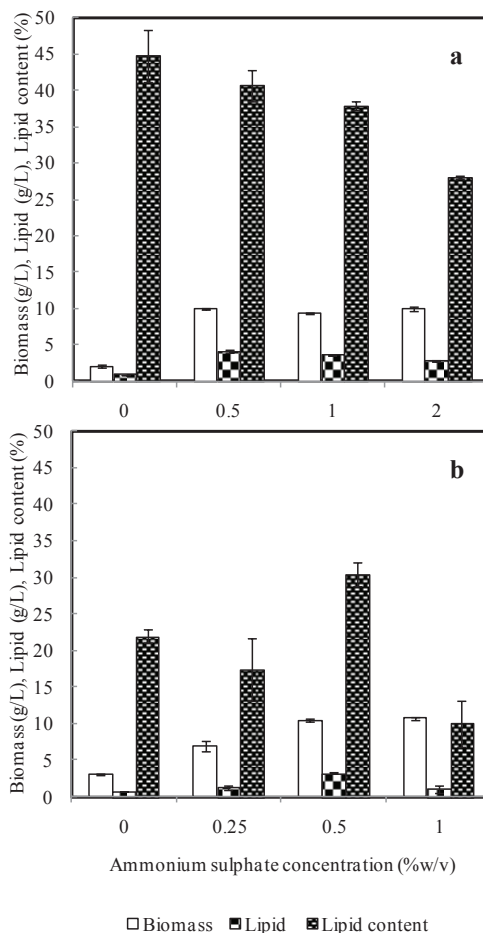 Biomass (g/L), Lipid (g/L), Lipid content (%)
50
45
40
35
30
25
20
15
10
5
0
a
0 0.5 1 2
Biomass (g/L), Lipid (g/L), Lipid content (%)
50
45
40
35
30
25
20
15
10
5
0
b
0 0.25 0.5 1
Ammonium sulphate concentration (%w/v)
Biomass Lipid Lipid content